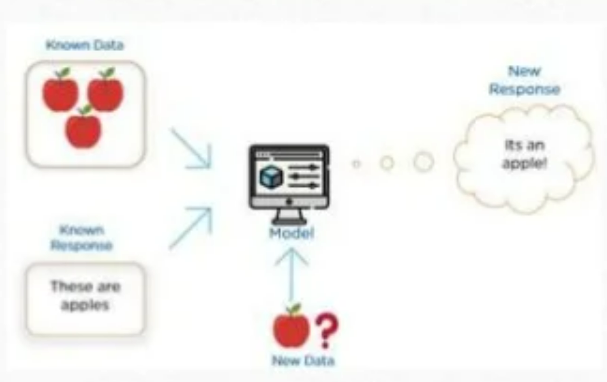 Known Data
New
Response
Its an
apple!
Known
Response
These are
apples
Model
?
New Data